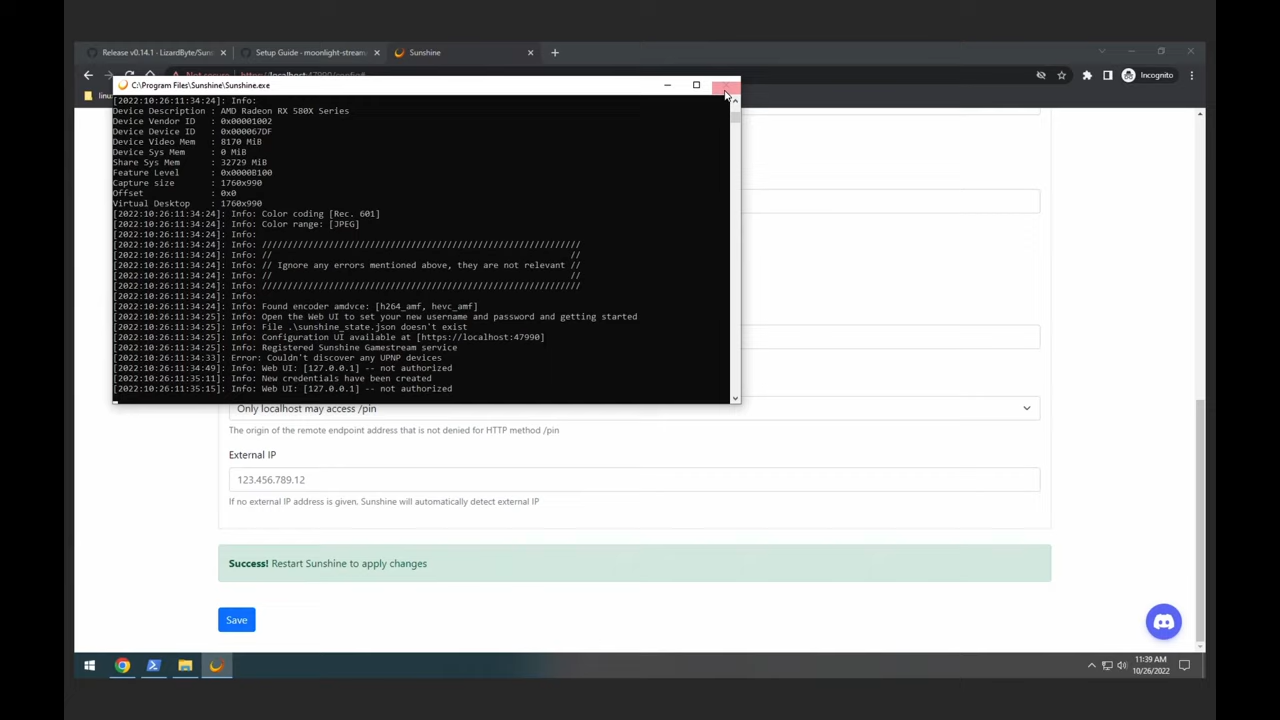 Release v0.14.1 - LizardByte/Sun
Setup Guide - moonlight-stream
Sunshine
Not secure
https://localhost:47990/config#
Incognito
C:\Program Files\Sunshine\Sunshine.exe
[2022:10:26:11:34:24]: Info:
Device Description : AMD Radeon RX 580X Series
Device Vendor ID : 0x00001002
Device Device ID : 0x000067DF
Device Video Mem : 8170 MiB
Device Sys Mem : 0 MiB
Share Sys Mem : 32729 MiB
Feature Level : 0x0000B100
Capture size : 1760x990
Offset : 0x0
Virtual Desktop : 1760x990
[2022:10:26:11:34:24]: Info: Color coding [Rec. 601]
[2022:10:26:11:34:24]: Info: Color range: [JPEG]
[2022:10:26:11:34:24]: Info:
[2022:10:26:11:34:24]: Info: //////////////////////////////////////////////////////////////
[2022:10:26:11:34:24]: Info: // //
[2022:10:26:11:34:24]: Info: // Ignore any errors mentioned above, they are not relevant //
[2022:10:26:11:34:24]: Info: // //
[2022:10:26:11:34:24]: Info: //////////////////////////////////////////////////////////////
[2022:10:26:11:34:24]: Info:
[2022:10:26:11:34:24]: Info: Found encoder amdvce: [h264_amf, hevc_amf]
[2022:10:26:11:34:25]: Info: Open the Web UI to set your new username and password and getting started
[2022:10:26:11:34:25]: Info: File .\sunshine_state.json doesn't exist
[2022:10:26:11:34:25]: Info: Configuration UI available at [https://localhost:47990]
[2022:10:26:11:34:25]: Info: Registered Sunshine Gamestream service
[2022:10:26:11:34:33]: Error: Couldn't discover any UPNP devices
[2022:10:26:11:34:49]: Info: Web UI: [127.0.0.1] -- not authorized
[2022:10:26:11:35:11]: Info: New credentials have been created
[2022:10:26:11:35:15]: Info: Web UI: [127.0.0.1] -- not authorized
Only localhost may access /pin
The origin of the remote endpoint address that is not denied for HTTP method /pin
External IP
123.456.789.12
If no external IP address is given, Sunshine will automatically detect external IP
Success! Restart Sunshine to apply changes
Save
11:39 AM
10/26/2022